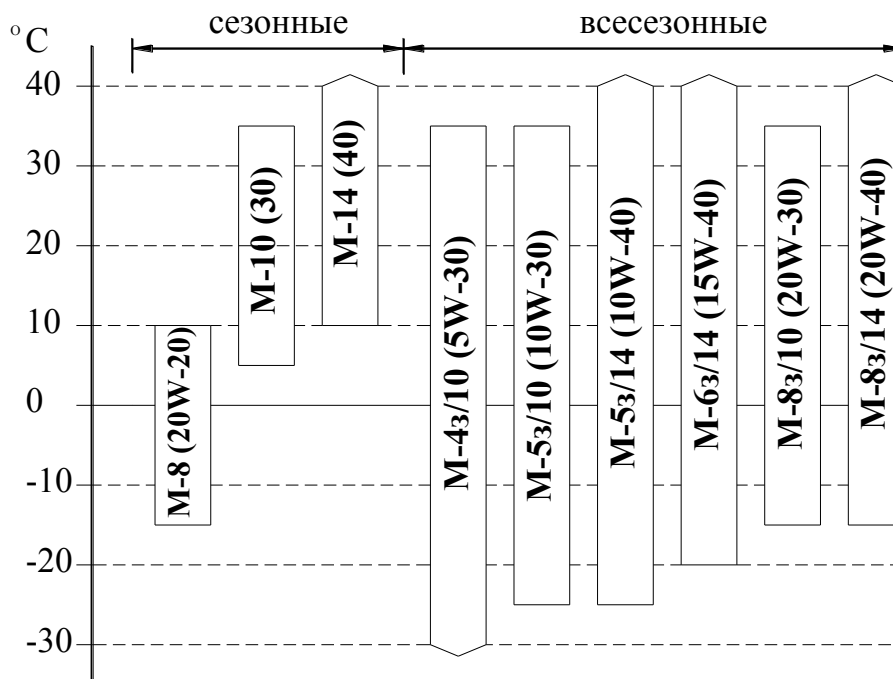 сезонные
всесезонные
°C
40
30
20
10
0
-10
-20
-30
М-8 (20W-20)
М-10 (30)
М-14 (40)
М-4з/10 (5W-30)
М-5з/10 (10W-30)
М-5з/14 (10W-40)
М-6з/14 (15W-40)
М-8з/10 (20W-30)
М-8з/14 (20W-40)